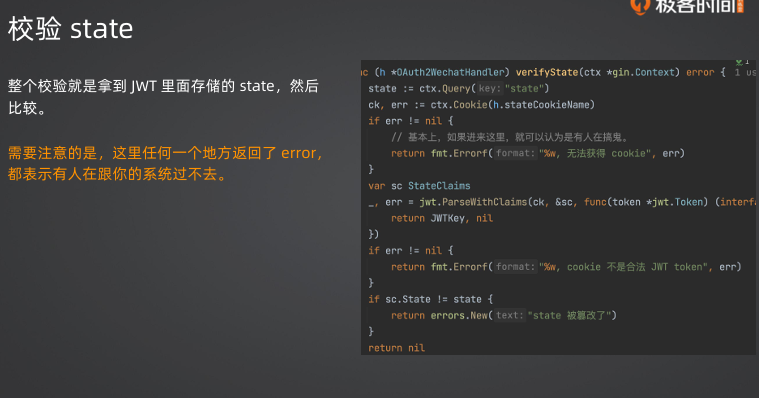 极客时间
校验 state
整个校验就是拿到 JWT 里面存储的 state，然后
比较。
需要注意的是，这里任何一个地方返回了 error，
都表示有人在跟你的系统过不去。
(h *OAuth2WechatHandler) verifyState(ctx *gin.Context) error { 1
state := ctx.Query( key: "state")
ck, err := ctx.Cookie(h.stateCookieName)
if err != nil {
// 基本上，如果进来这里，就可以认为是有人在搞鬼。
return fmt.Errorf( format: "%w, 无法获得 cookie", err)
}
var sc StateClaims
_, err = jwt.ParseWithClaims(ck, &sc, func(token *jwt.Token) (interfa
return JWTKey, nil
})
if err != nil {
return fmt.Errorf( format: "%w, cookie 不是合法 JWT token", err)
}
if sc.State != state {
return errors.New( text: "state 被篡改了")
}
return nil